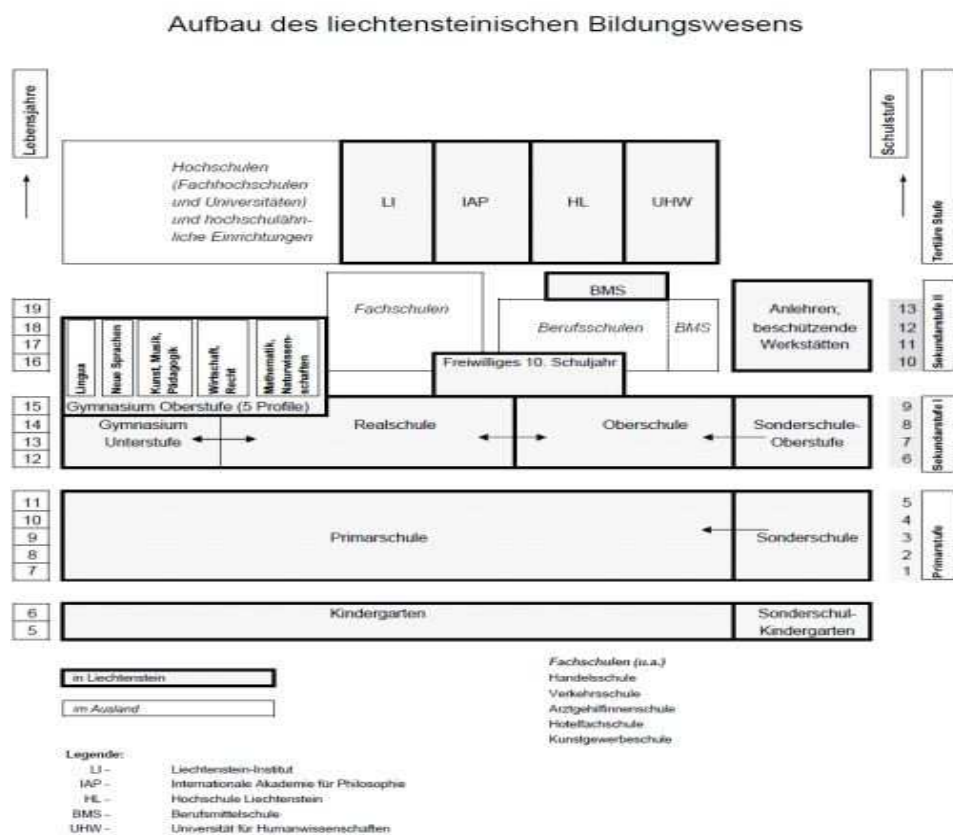 Aufbau des liechtensteinischen Bildungswesens
Lebensjahre
Schulstufe
Tertiäre Stufe
Hochschulen
(Fachhochschulen
und Universitäten)
und hochschulähn-
liche Einrichtungen
LI
IAP
HL
UHW
19
18
17
16
Fachschulen
BMS
Berufsschulen
BMS
Anlehren,
beschützende
Werkstätten
13
12
11
10
Sekundarstufe II
Lingua
Neue Sprachen
Kunst, Musik,
Pädagogik
Wirtschaft,
Recht
Mathematik,
Naturwissen-
schaften
Freiwilliges 10. Schuljahr
Gymnasium Oberstufe (5 Profile)
15
14
13
12
Gymnasium
Unterstufe
Realschule
Oberschule
Sonderschule-
Oberstufe
9
8
7
6
Sekundarstufe I
11
10
9
8
7
Primarschule
Sonderschule
5
4
3
2
1
Primarstufe
6
5
Kindergarten
Sonderschul-
Kindergarten
in Liechtenstein
im Ausland
Fachschulen (u.a.)
Handelsschule
Verkehrsschule
Arztgehilfinnenschule
Hotelfachschule
Kunstgewerbeschule
Legende:
LI - Liechtenstein-Institut
IAP - Internationale Akademie für Philosophie
HL - Hochschule Liechtenstein
BMS - Berufsmittelschule
UHW - Universität für Humanwissenschaften